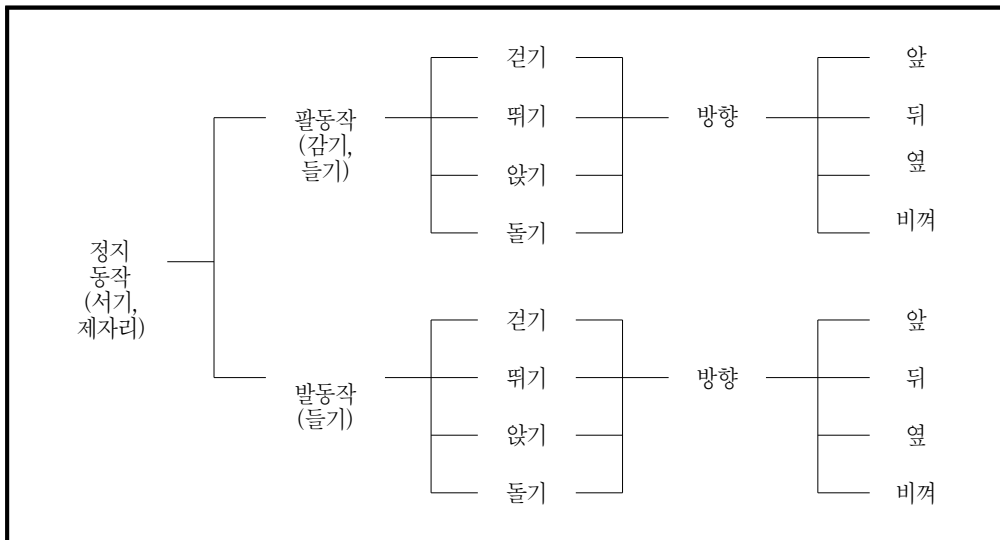 정지
동작
(서기,
제자리)
팔동작
(감기,
들기)
걷기
뛰기
앉기
돌기
방향
앞
뒤
옆
비껴
발동작
(들기)
걷기
뛰기
앉기
돌기
방향
앞
뒤
옆
비껴